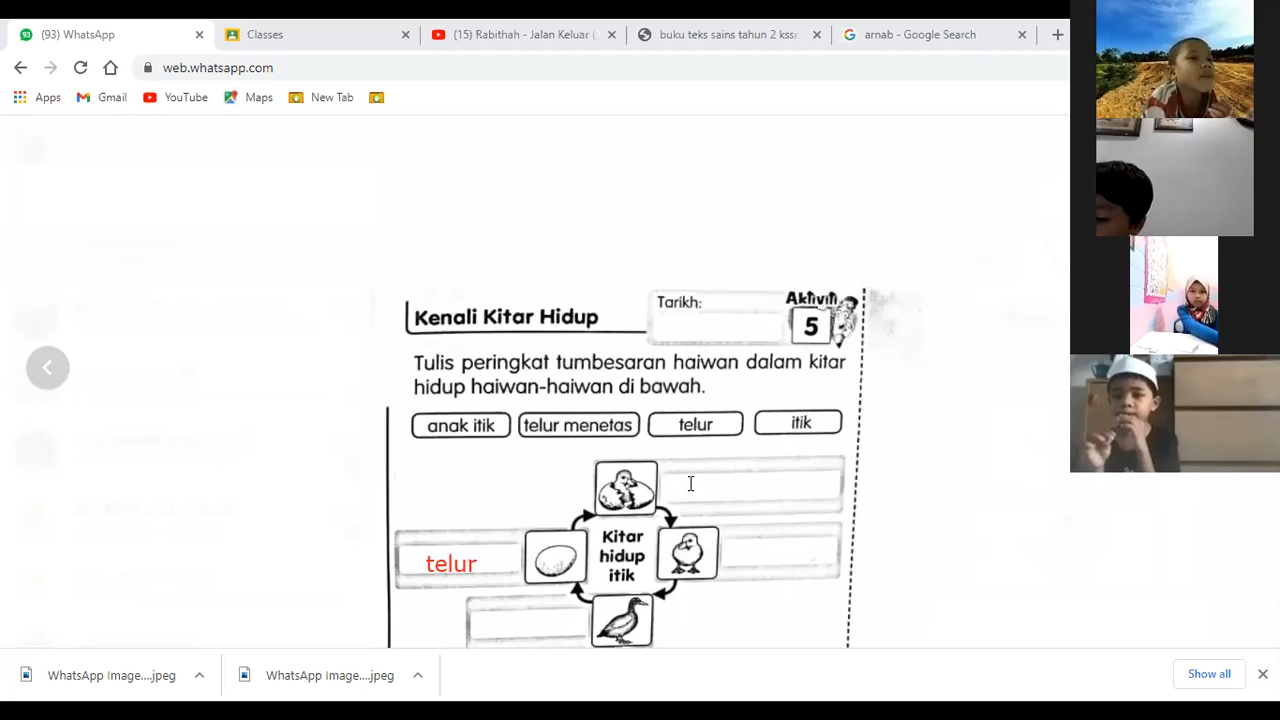 93
(93) WhatsApp
Classes
(15) Rabithah - Jalan Keluar (
buku teks sains tahun 2 kssr
arnab - Google Search
web.whatsapp.com
Apps
Gmail
YouTube
Maps
New Tab
Kenali Kitar Hidup
Tarikh:
Aktiviti
5
Tulis peringkat tumbesaran haiwan dalam kitar
hidup haiwan-haiwan di bawah.
anak itik
telur menetas
telur
itik
Kitar
hidup
itik
telur
WhatsApp Image....jpeg
WhatsApp Image....jpeg
Show all